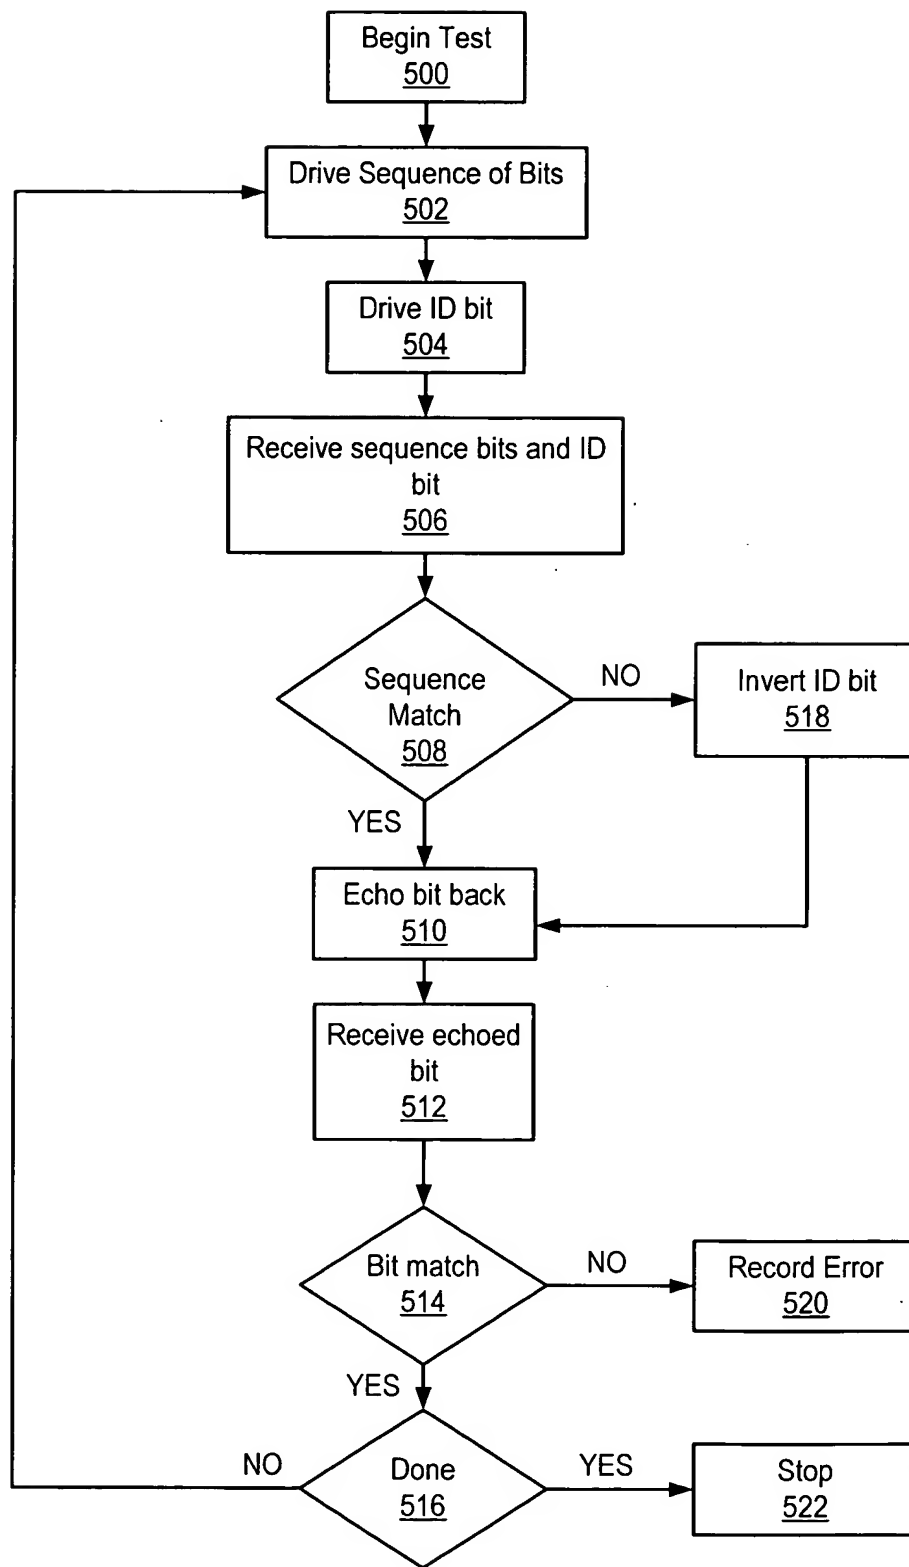 Begin Test
500
Drive Sequence of Bits
502
Drive ID bit
504
Receive sequence bits and ID
bit
506
Sequence
Match
508
NO
Invert ID bit
518
YES
Echo bit back
510
Receive echoed
bit
512
Bit match
514
NO
Record Error
520
YES
Done
516
NO
YES
Stop
522